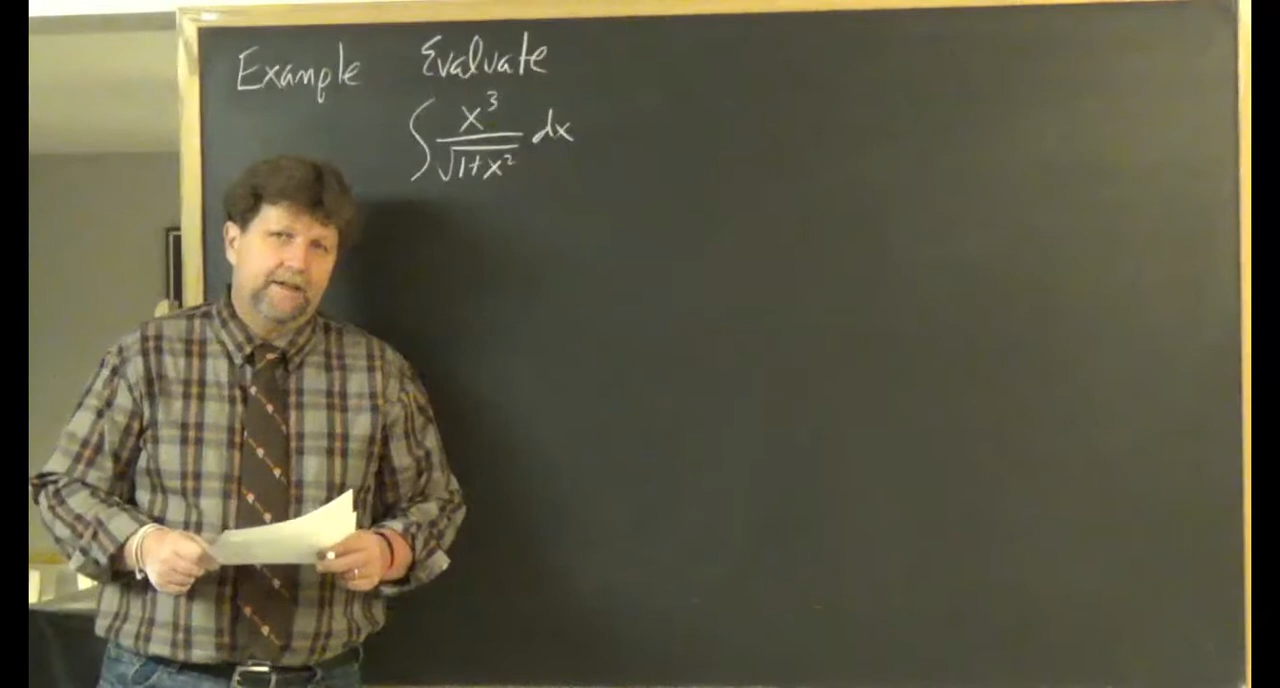 Example Evaluate
∫ x³/√(1+x²) dx